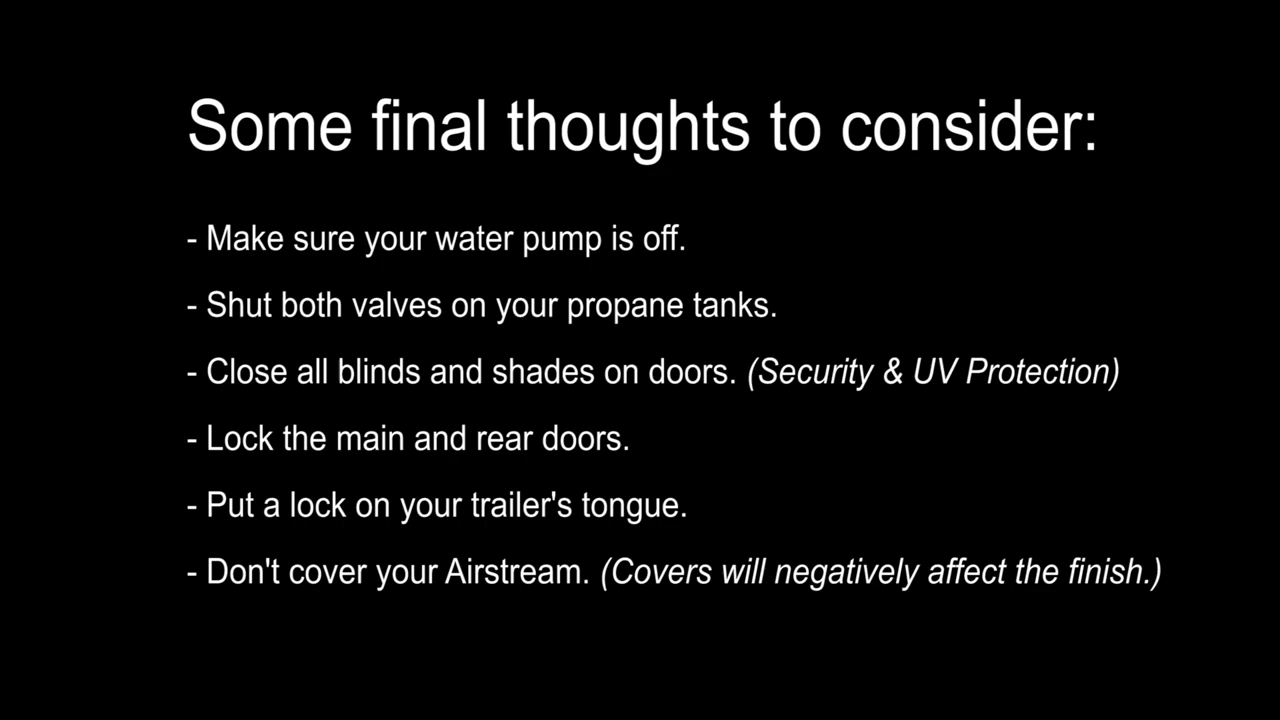 Some final thoughts to consider:
- Make sure your water pump is off.
- Shut both valves on your propane tanks.
- Close all blinds and shades on doors. (Security & UV Protection)
- Lock the main and rear doors.
- Put a lock on your trailer's tongue.
- Don't cover your Airstream. (Covers will negatively affect the finish.)